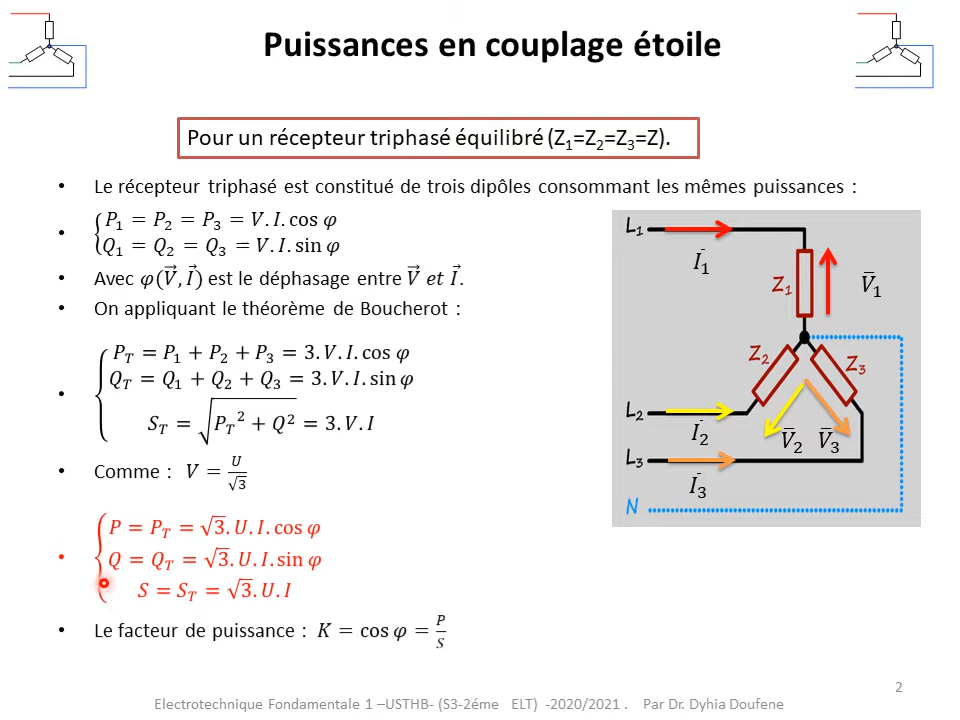 Puissances en couplage étoile
Pour un récepteur triphasé équilibré (Z₁=Z₂=Z₃=Z).
• Le récepteur triphasé est constitué de trois dipôles consommant les mêmes puissances :
• {P₁ = P₂ = P₃ = V. I. cos φ
Q₁ = Q₂ = Q₃ = V. I. sin φ
• Avec φ(V⃗, I⃗) est le déphasage entre V⃗ et I⃗.
• On appliquant le théorème de Boucherot :
• {P_T = P₁ + P₂ + P₃ = 3. V. I. cos φ
Q_T = Q₁ + Q₂ + Q₃ = 3. V. I. sin φ
S_T = √(P_T² + Q²) = 3. V. I
• Comme : V = U/√3
• {P = P_T = √3. U. I. cos φ
Q = Q_T = √3. U. I. sin φ
S = S_T = √3. U. I
• Le facteur de puissance : K = cos φ = P/S
L₁
Ī₁
Z₁
V̄₁
Z₂
Z₃
L₂
Ī₂
V̄₂
V̄₃
L₃
Ī₃
N
2
Electrotechnique Fondamentale 1 –USTHB- (S3-2éme ELT) -2020/2021 . Par Dr. Dyhia Doufene